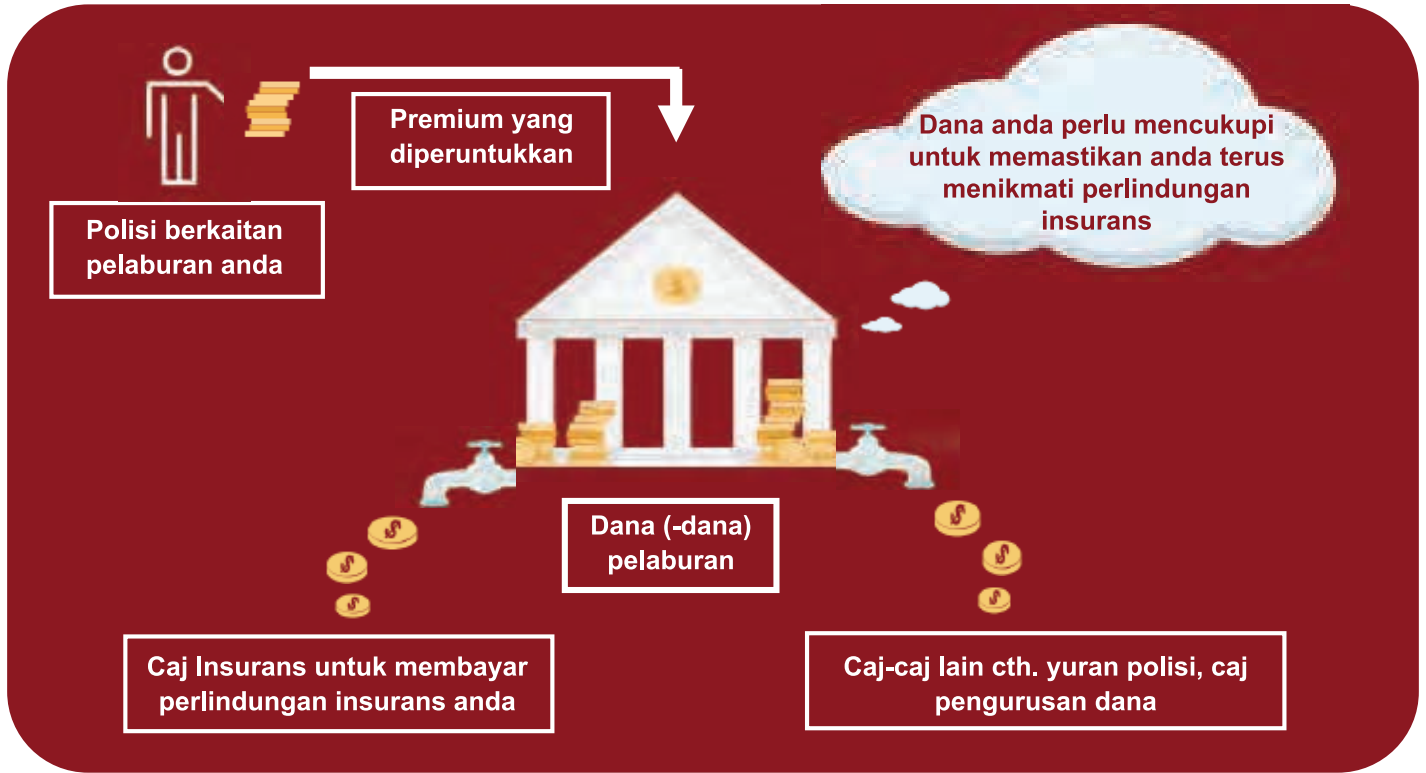 Premium yang
diperuntukkan
Dana anda perlu mencukupi
untuk memastikan anda terus
menikmati perlindungan
insurans
Polisi berkaitan
pelaburan anda
Dana (-dana)
pelaburan
Caj Insurans untuk membayar
perlindungan insurans anda
Caj-caj lain cth. yuran polisi, caj
pengurusan dana